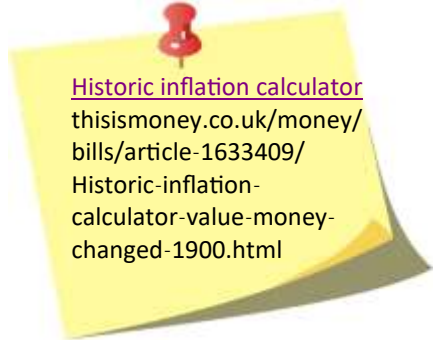 Historic inflation calculator
thisismoney.co.uk/money/
bills/article-1633409/
Historic-inflation-
calculator-value-money-
changed-1900.html